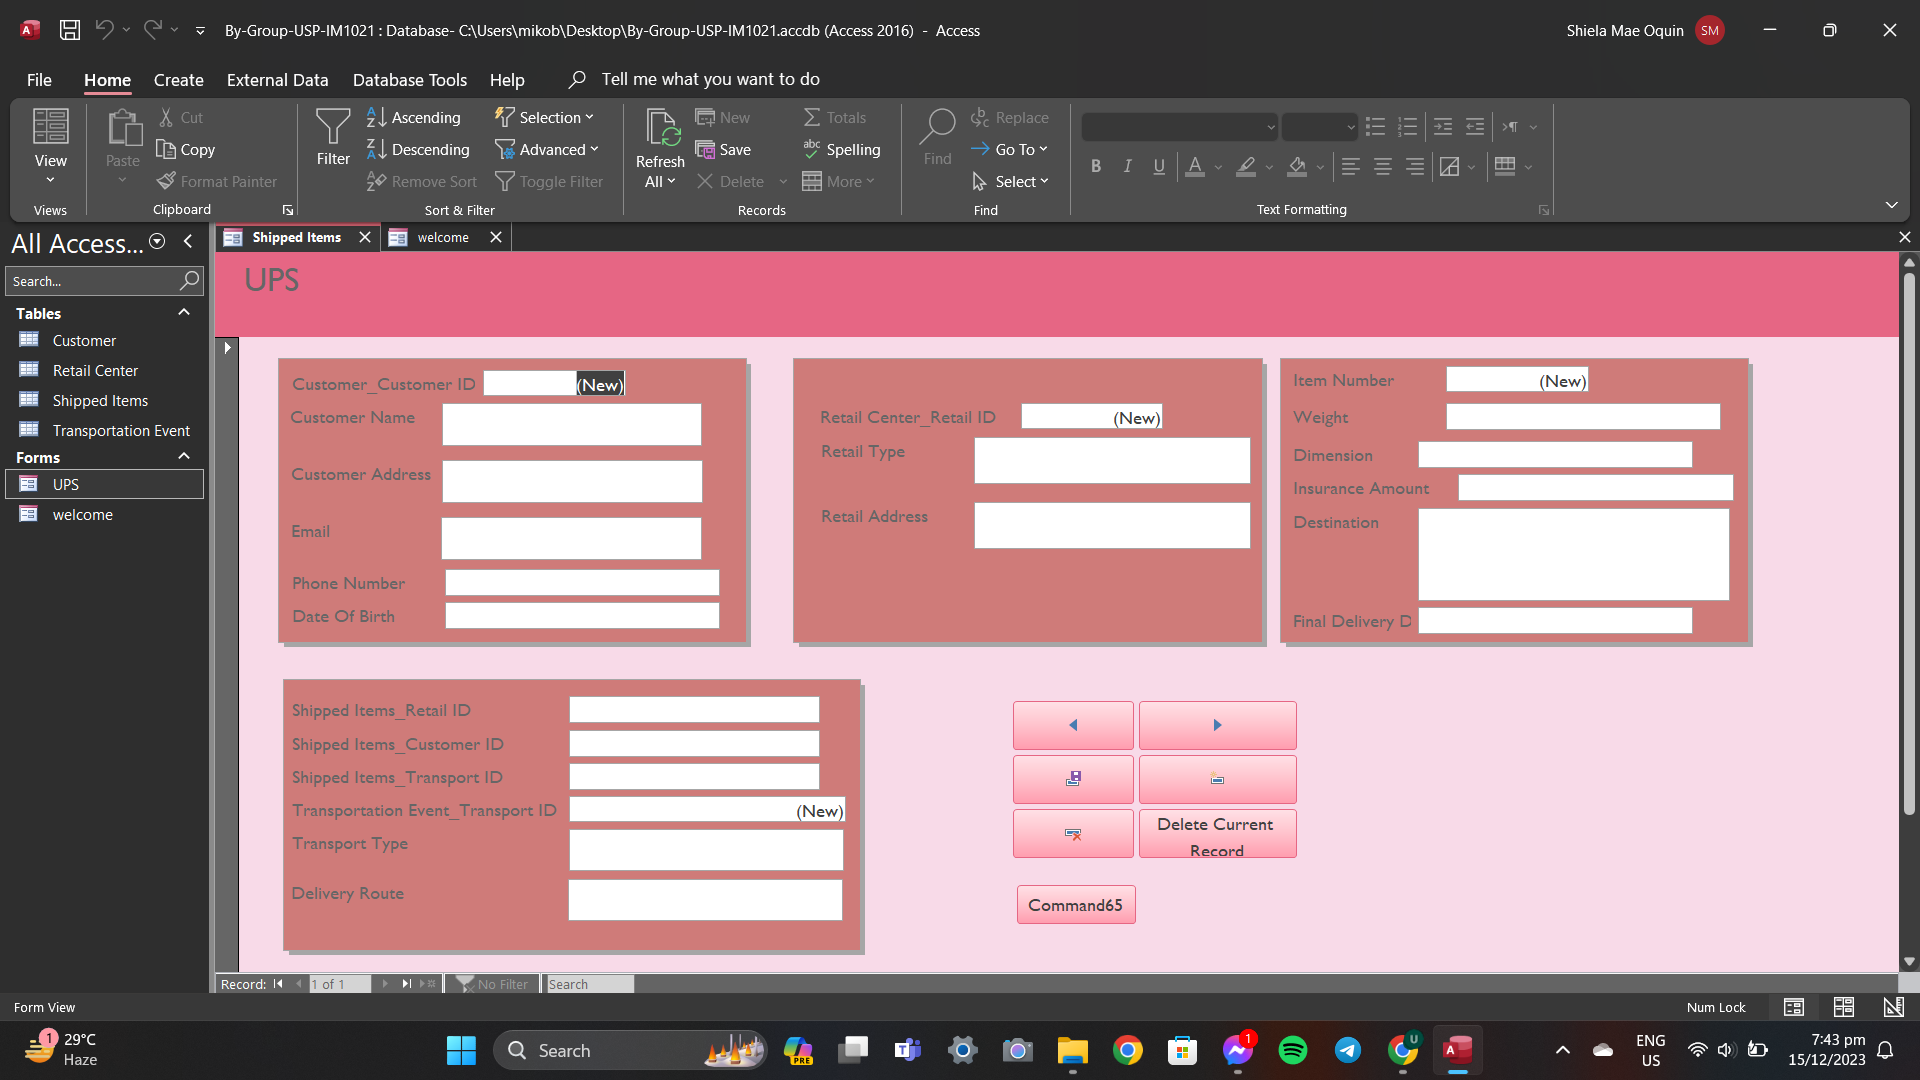 By-Group-USP-IM1021 : Database- C:\Users\mikob\Desktop\By-Group-USP-IM1021.accdb (Access 2016) - Access
Shiela Mae Oquin
SM
File
Home
Create
External Data
Database Tools
Help
Tell me what you want to do
View
Views
Paste
Cut
Copy
Format Painter
Clipboard
Filter
Ascending
Descending
Remove Sort
Selection
Advanced
Toggle Filter
Sort & Filter
Refresh
All
New
Save
Delete
Totals
Spelling
More
Records
Find
Replace
Go To
Select
Find
B I U A
Text Formatting
All Access...
Search...
Tables
Customer
Retail Center
Shipped Items
Transportation Event
Forms
UPS
welcome
Shipped Items
welcome
UPS
Customer_Customer ID
(New)
Customer Name
Customer Address
Email
Phone Number
Date Of Birth
Retail Center_Retail ID
(New)
Retail Type
Retail Address
Item Number
(New)
Weight
Dimension
Insurance Amount
Destination
Final Delivery D
Shipped Items_Retail ID
Shipped Items_Customer ID
Shipped Items_Transport ID
Transportation Event_Transport ID
(New)
Transport Type
Delivery Route
Delete Current
Record
Command65
Record:
1 of 1
No Filter
Search
Form View
Num Lock
1
29°C
Haze
Search
PRE
1
U
ENG
US
7:43 pm
15/12/2023